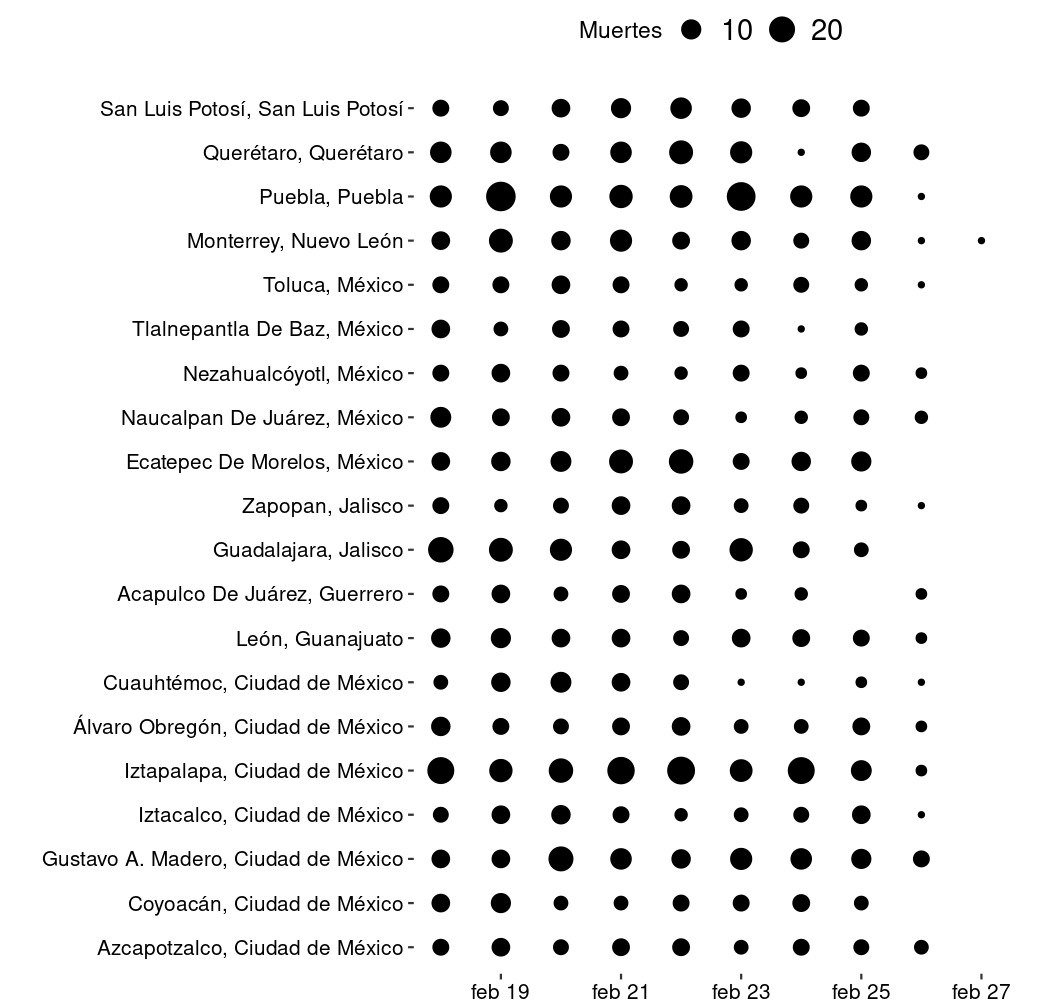 Muertes 10 20
San Luis Potosí, San Luis Potosí
Querétaro, Querétaro
Puebla, Puebla
Monterrey, Nuevo León
Toluca, México
Tlalnepantla De Baz, México
Nezahualcóyotl, México
Naucalpan De Juárez, México
Ecatepec De Morelos, México
Zapopan, Jalisco
Guadalajara, Jalisco
Acapulco De Juárez, Guerrero
León, Guanajuato
Cuauhtémoc, Ciudad de México
Álvaro Obregón, Ciudad de México
Iztapalapa, Ciudad de México
Iztacalco, Ciudad de México
Gustavo A. Madero, Ciudad de México
Coyoacán, Ciudad de México
Azcapotzalco, Ciudad de México
feb 19 feb 21 feb 23 feb 25 feb 27